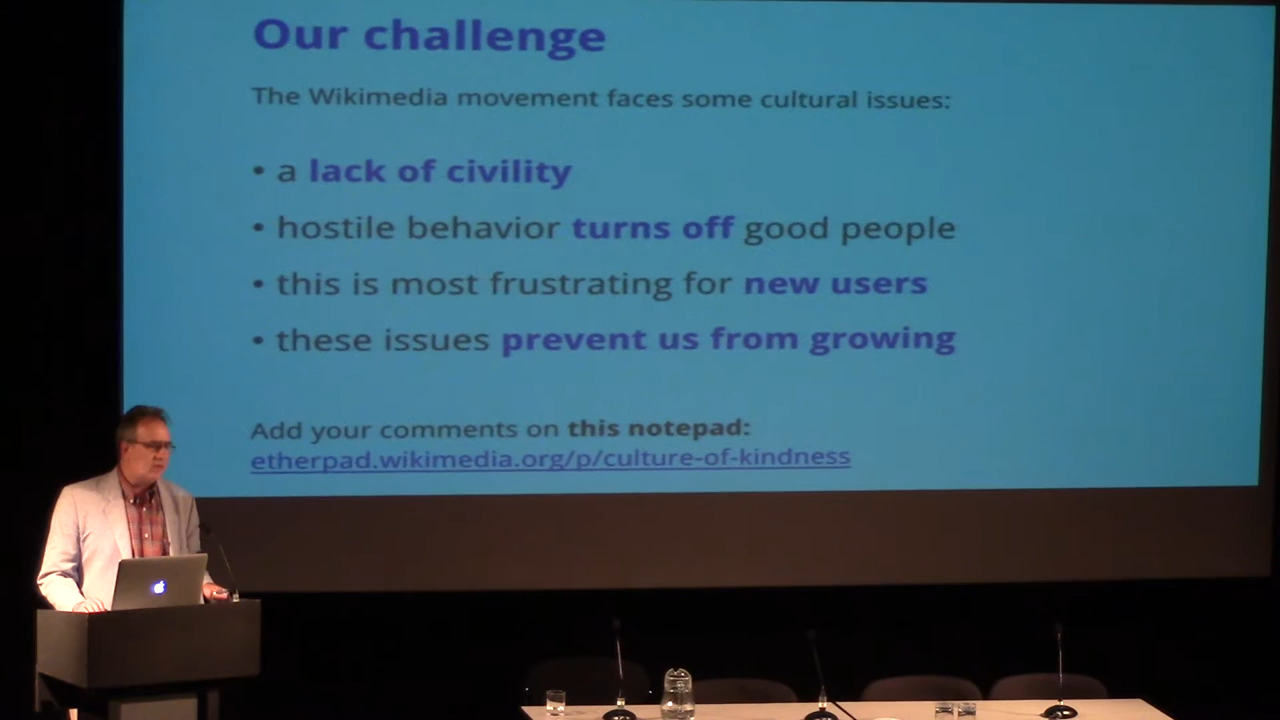 Our challenge
The Wikimedia movement faces some cultural issues:
• a lack of civility
• hostile behavior turns off good people
• this is most frustrating for new users
• these issues prevent us from growing
Add your comments on this notepad:
etherpad.wikimedia.org/p/culture-of-kindness